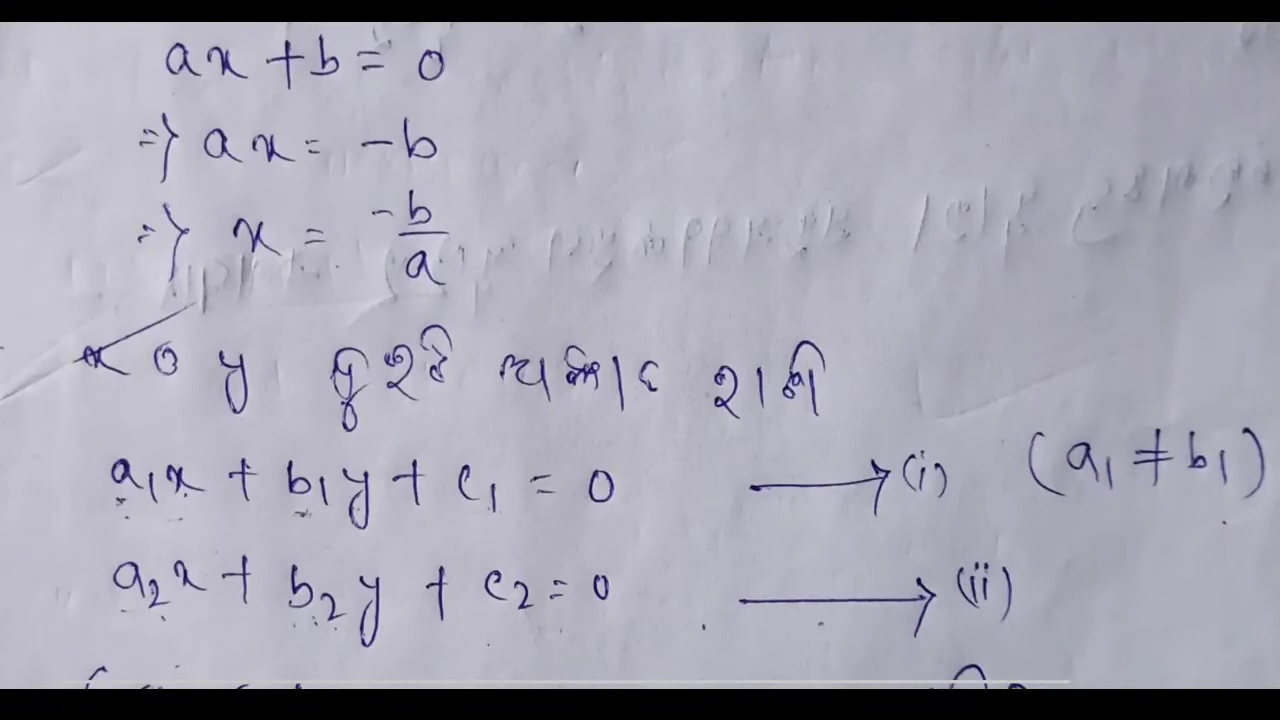 ax + b = 0
⇒ ax = -b
⇒ x = -b/a
x ଓ y ଦୁଇଟି ଅଜ୍ଞାତ ରାଶି
a₁x + b₁y + c₁ = 0 ⟶ (i) (a₁ ≠ b₁)
a₂x + b₂y + c₂ = 0 ⟶ (ii)